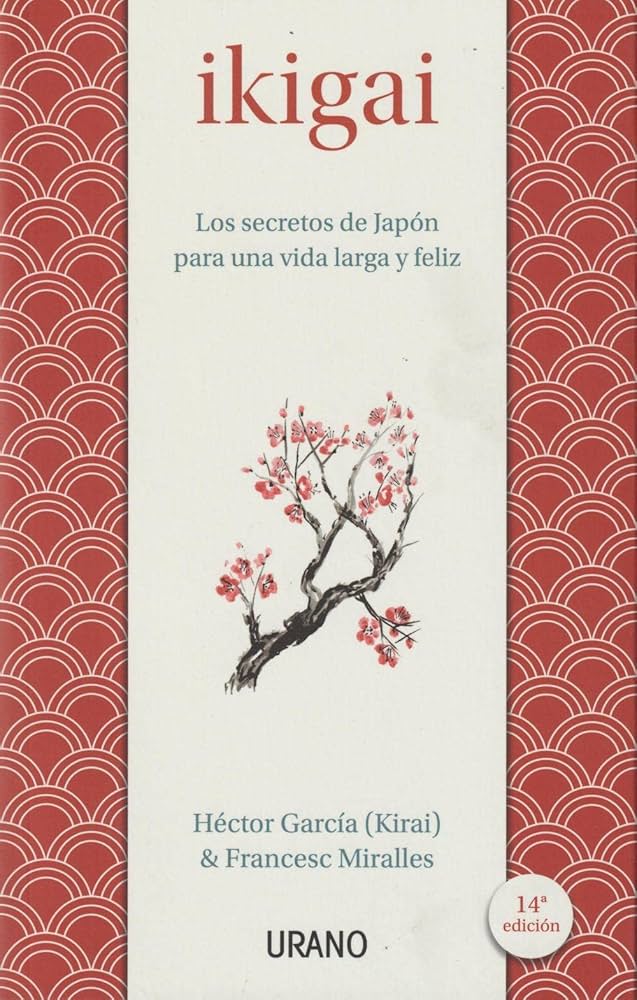 ikigai
Los secretos de Japón
para una vida larga y feliz
Héctor García (Kirai)
& Francesc Miralles
14ª
edición
URANO